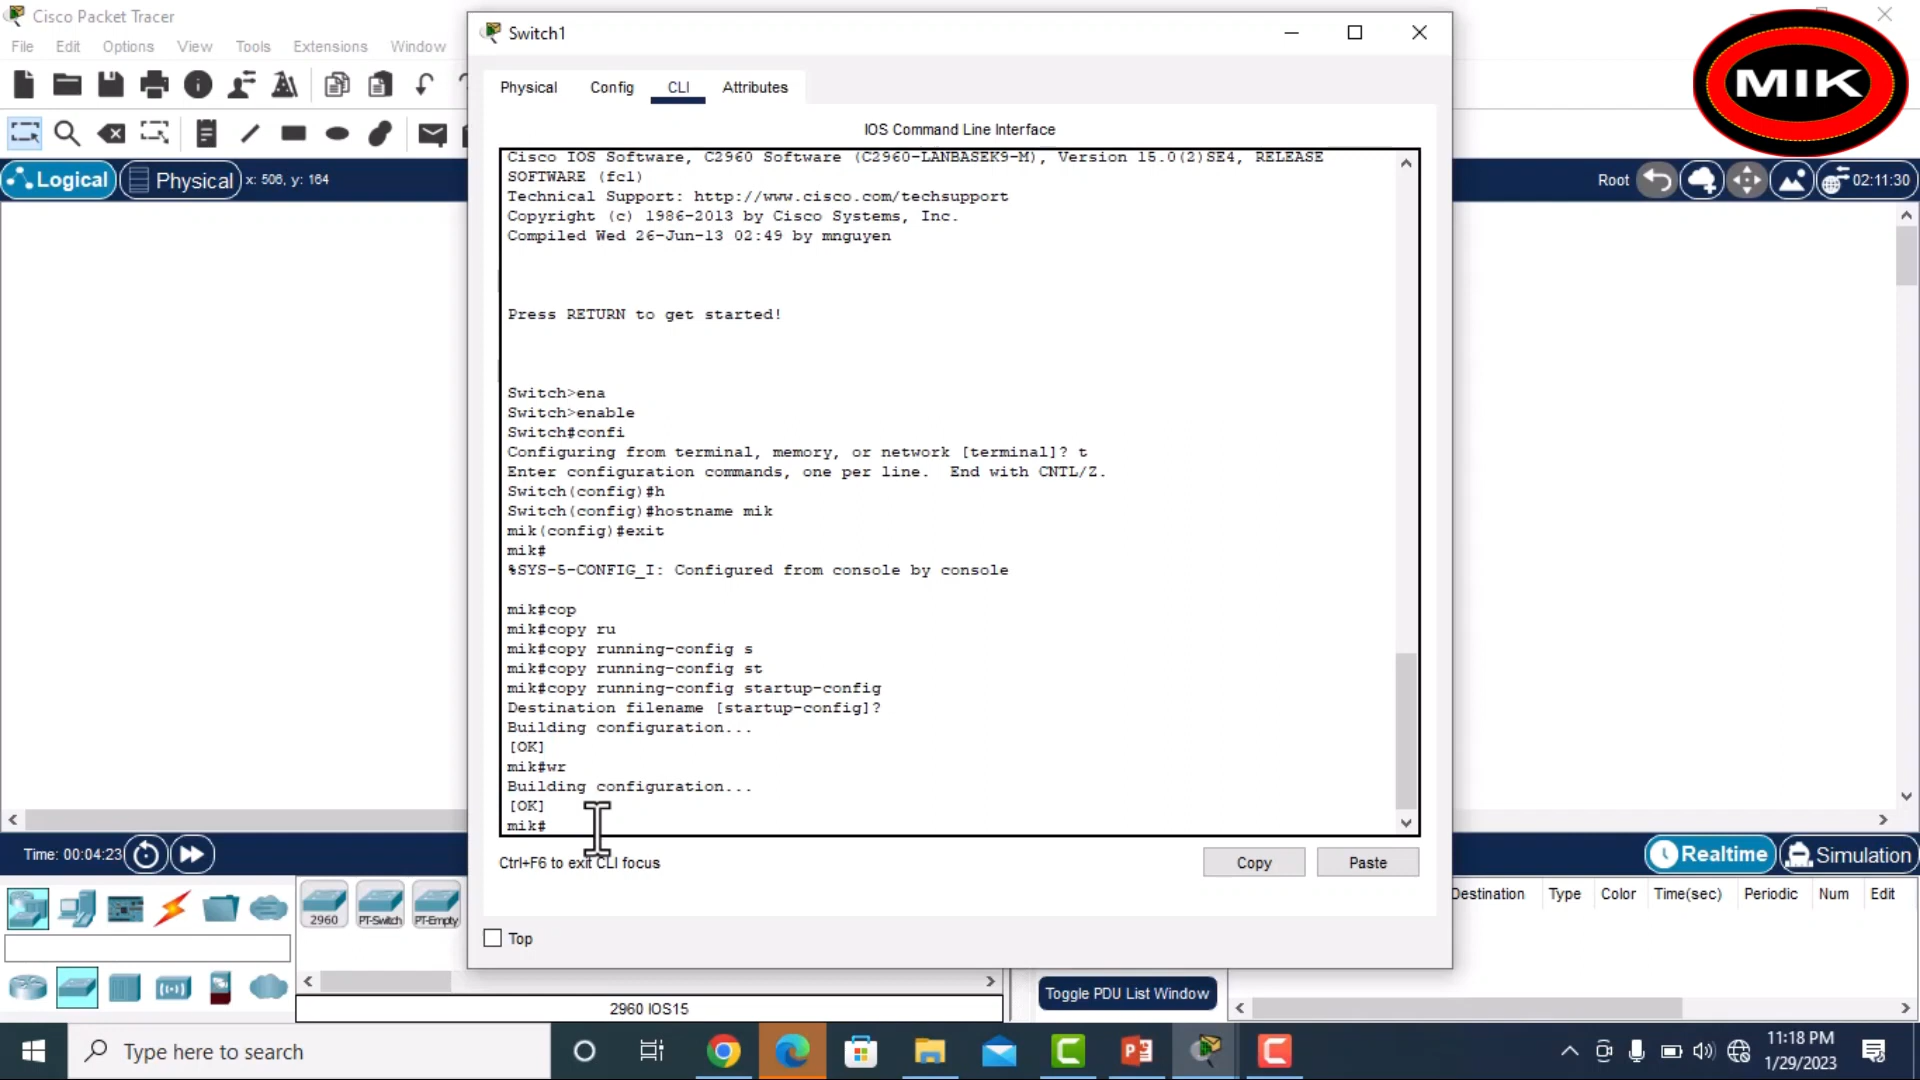 Cisco Packet Tracer
File Edit Options View Tools Extensions Window
Logical Physical x: 506, y: 164
Switch1
Physical Config CLI Attributes
IOS Command Line Interface
Cisco IOS Software, C2960 Software (C2960-LANBASEK9-M), Version 15.0(2)SE4, RELEASE
SOFTWARE (fc1)
Technical Support: http://www.cisco.com/techsupport
Copyright (c) 1986-2013 by Cisco Systems, Inc.
Compiled Wed 26-Jun-13 02:49 by mnguyen
Press RETURN to get started!
Switch>ena
Switch>enable
Switch#confi
Configuring from terminal, memory, or network [terminal]? t
Enter configuration commands, one per line.  End with CNTL/Z.
Switch(config)#h
Switch(config)#hostname mik
mik(config)#exit
mik#
%SYS-5-CONFIG_I: Configured from console by console
mik#cop
mik#copy ru
mik#copy running-config s
mik#copy running-config st
mik#copy running-config startup-config
Destination filename [startup-config]?
Building configuration...
[OK]
mik#wr
Building configuration...
[OK]
mik#
Ctrl+F6 to exit CLI focus
Copy Paste
Top
MIK
Root 02:11:30
Time: 00:04:23
Realtime Simulation
2960 PT-Switch PT-Empty
2960 IOS15
Toggle PDU List Window
Destination Type Color Time(sec) Periodic Num Edit
Type here to search
11:18 PM
1/29/2023